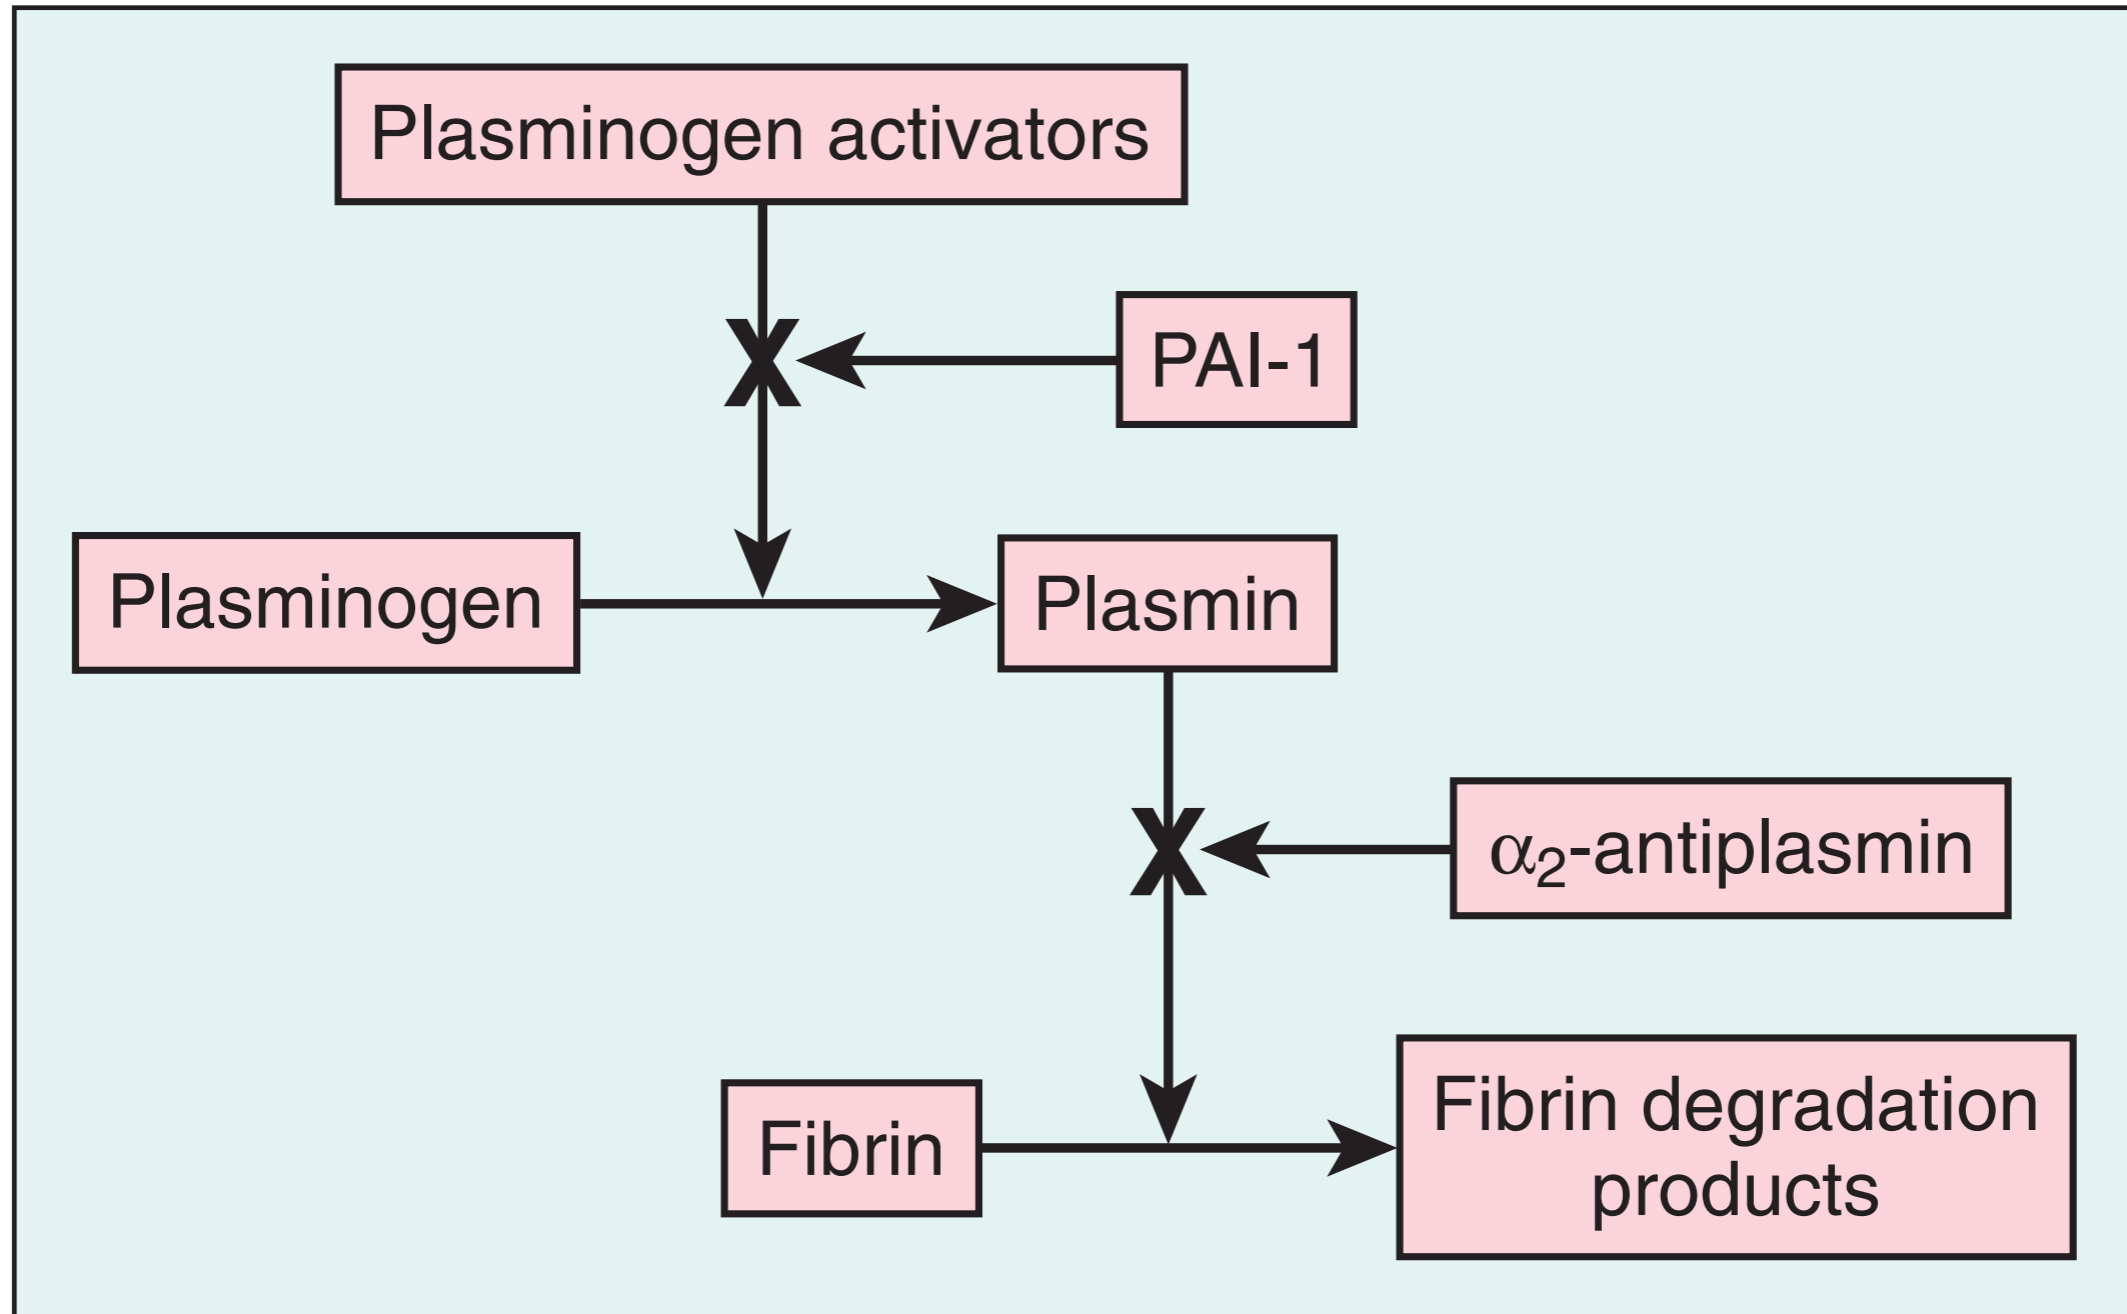 Plasminogen activators
X
PAI-1
Plasminogen
Plasmin
X
α₂-antiplasmin
Fibrin
Fibrin degradation
products